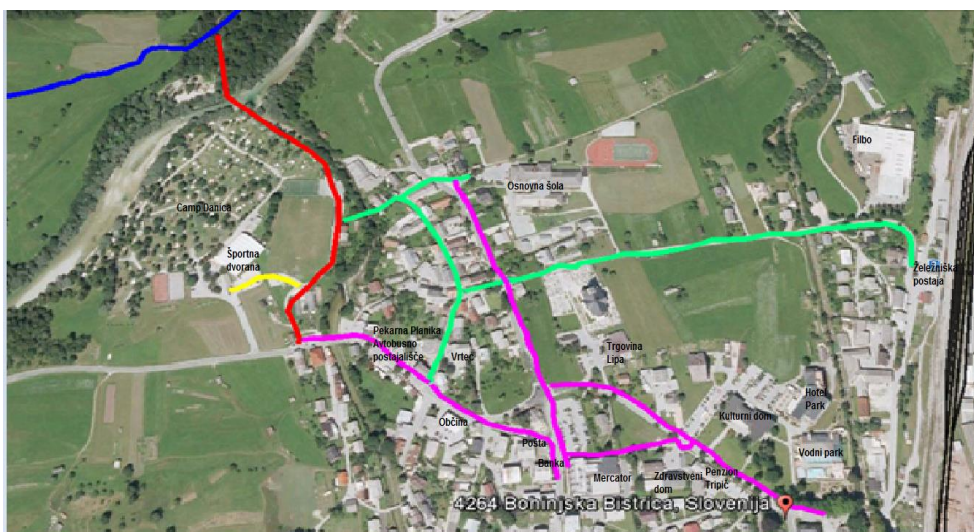 Filbo
Osnovna šola
Camp Danica
Športna
dvorana
Železniška
postaja
Pekarna Planika
Avtobusno
postajališče
Vrtec
Trgovina
Lipa
Hotel
Park
Kulturni dom
Občina
Pošta
Banka
Vodni park
Mercator
Zdravstveni
dom
Penzion
Tripič
4264 Bohinjska Bistrica, Slovenija